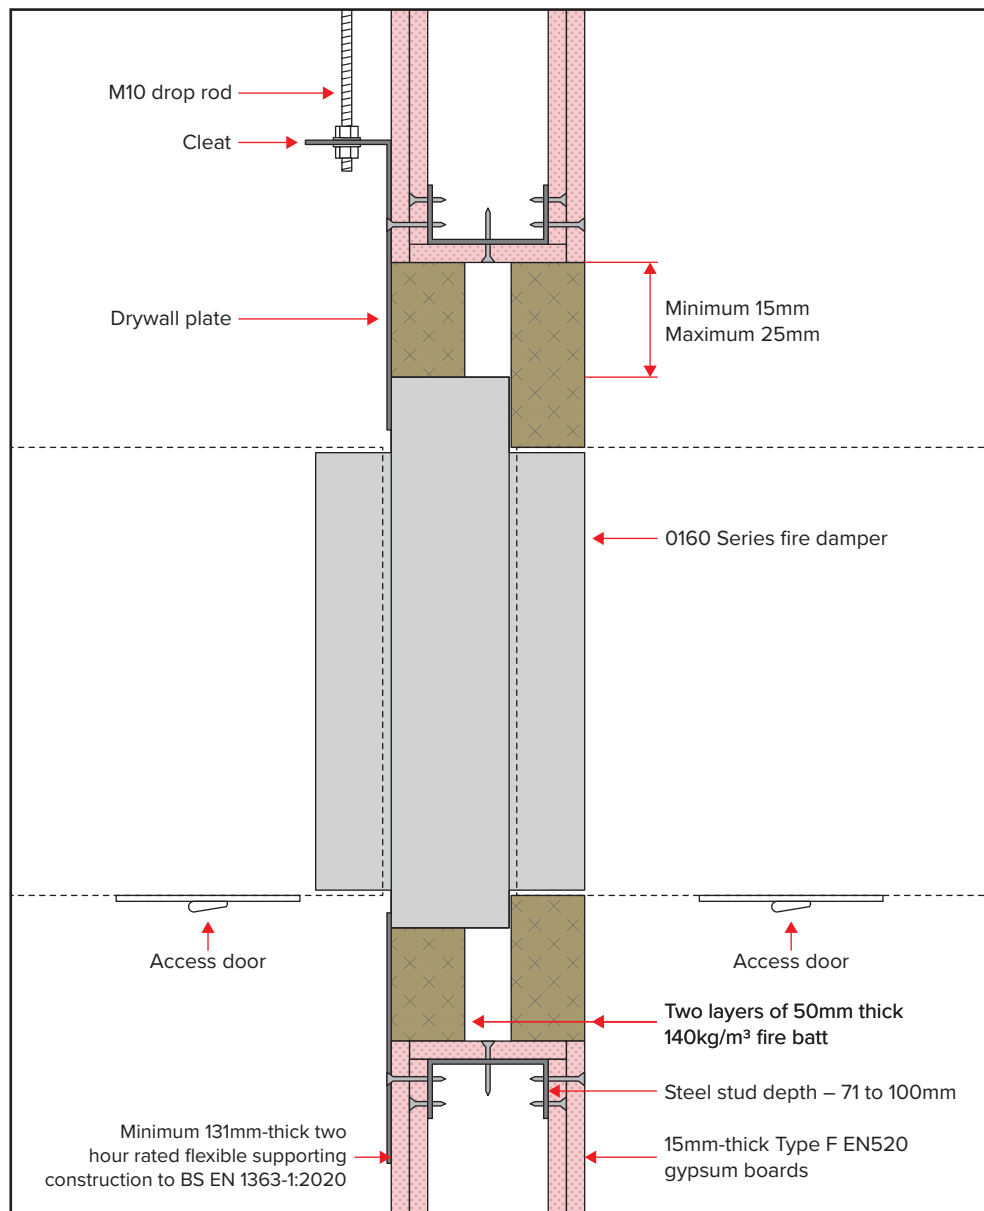 M10 drop rod
Cleat
Drywall plate
Minimum 15mm
Maximum 25mm
0160 Series fire damper
Access door
Access door
Two layers of 50mm thick
140kg/m³ fire batt
Steel stud depth – 71 to 100mm
Minimum 131mm-thick two
hour rated flexible supporting
construction to BS EN 1363-1:2020
15mm-thick Type F EN520
gypsum boards